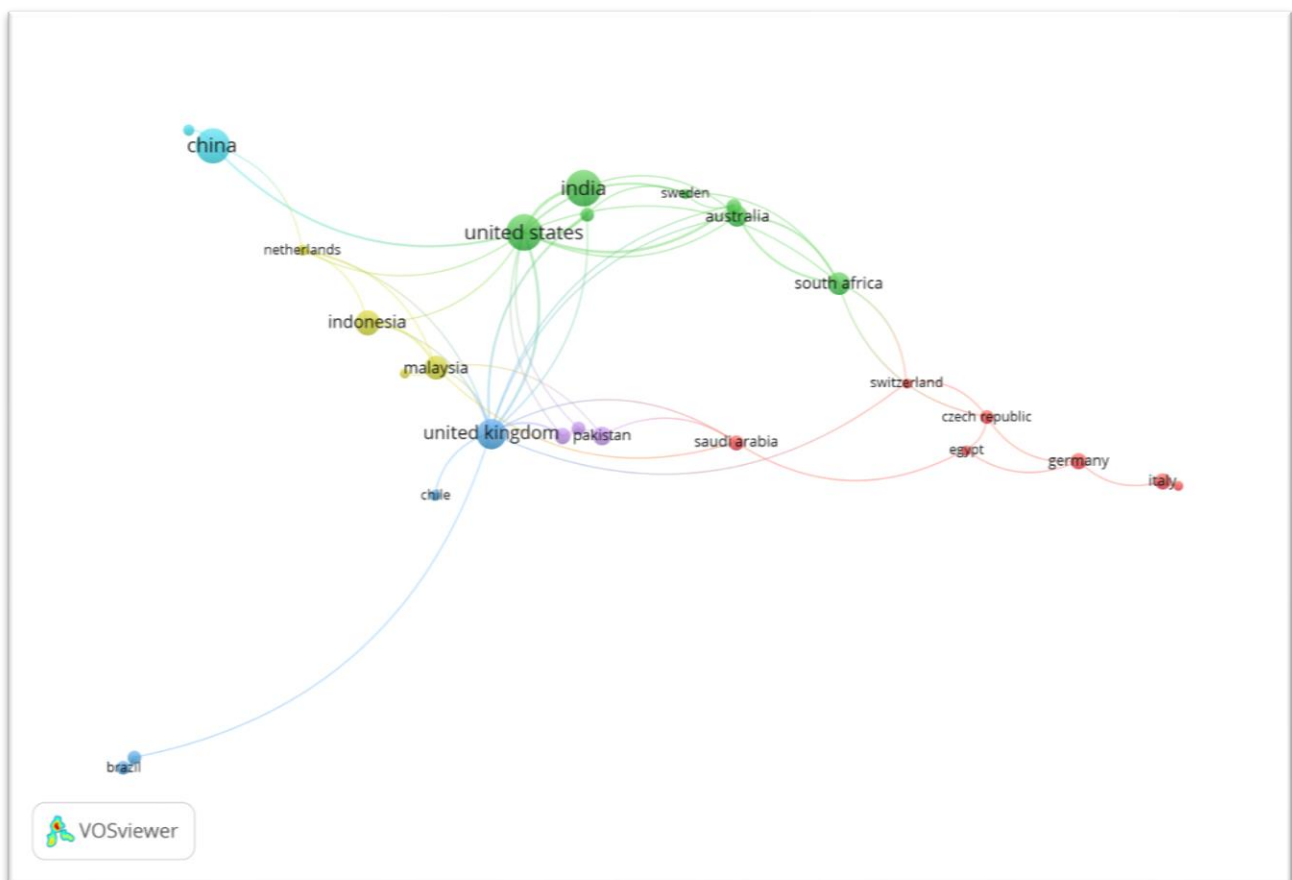 china
india
sweden
australia
united states
netherlands
south africa
indonesia
malaysia
switzerland
czech republic
united kingdom
pakistan
saudi arabia
egypt
germany
italy
chile
brazil
VOSviewer